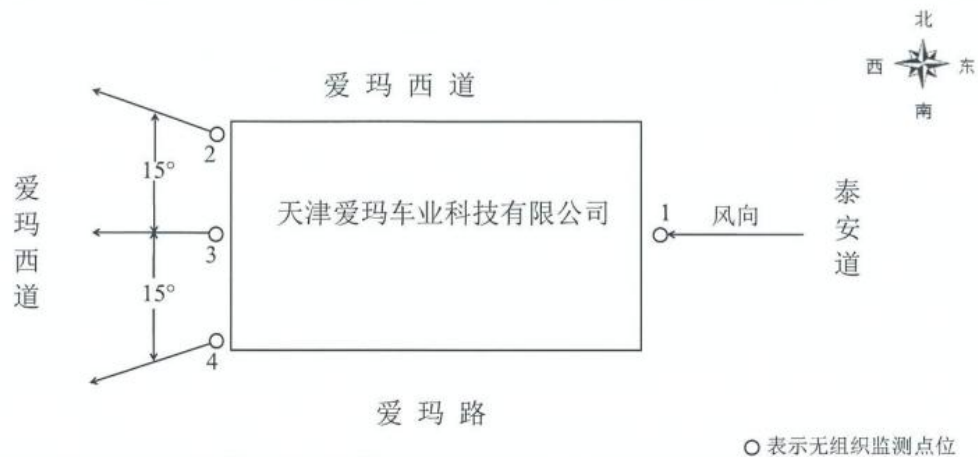 北
西 东
南
爱玛西道
2
15°
爱玛西道
天津爱玛车业科技有限公司
3
1
风向
泰安道
15°
4
爱玛路
表示无组织监测点位